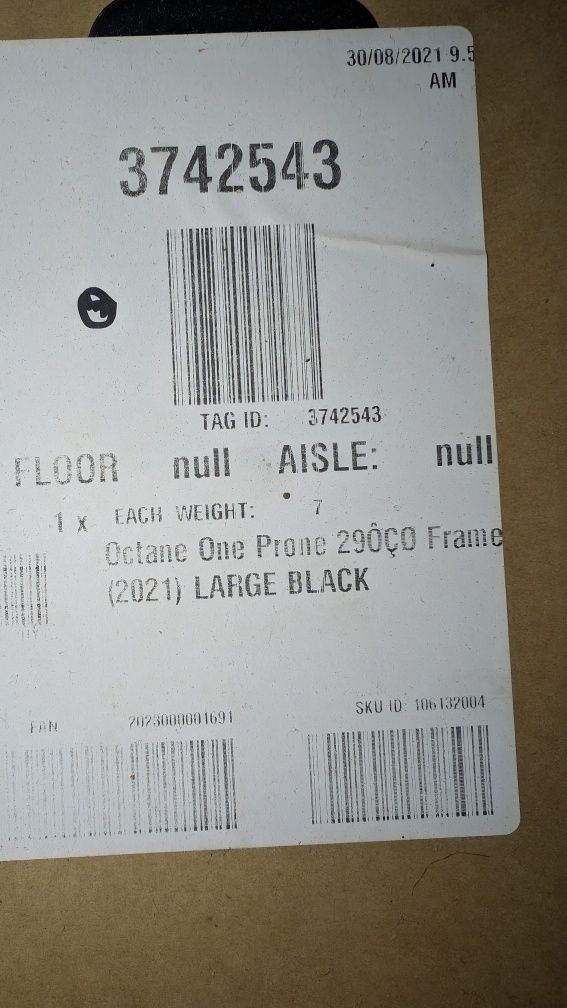 30/08/2021 9.5
AM
3742543
TAG ID: 3742543
FLOOR null AISLE: null
1 x EACH WEIGHT: 7
Octane One Prone 29ÔÇØ Frame
(2021) LARGE BLACK
SKU ID: 106132004
EAN 2023000001691